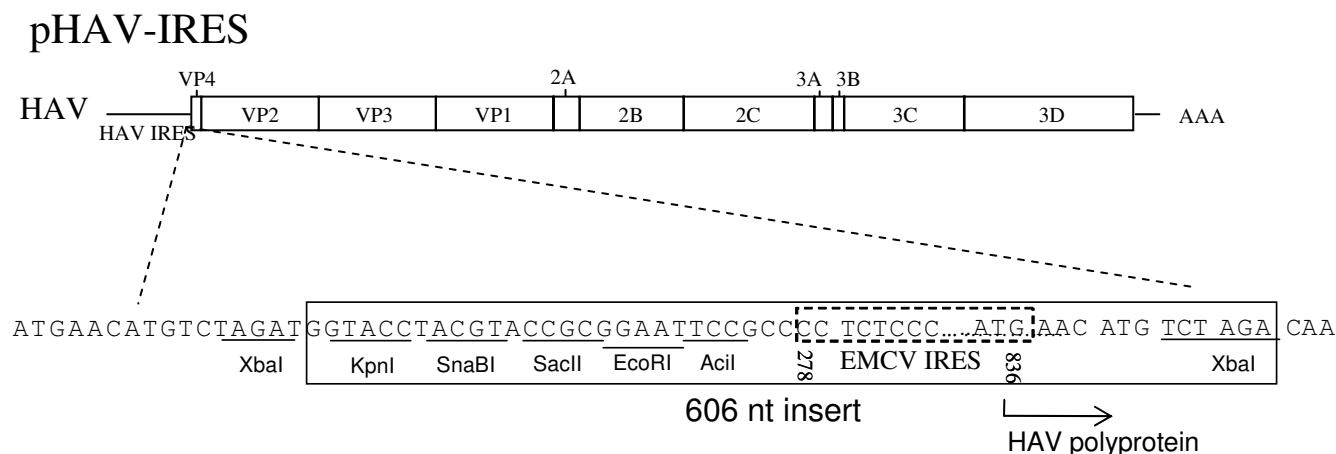 pHAV-IRES
VP4 2A 3A 3B
HAV VP2 VP3 VP1 2B 2C 3C 3D AAA
HAV IRES
ATGAACATGTCTAGATGGTACCTACGTACCGCGGAATTCCGCCCCTCTCCC.....ATG AAC ATG TCT AGA CAA
XbaI KpnI SnaBI SacII EcoRI AciI EMCV IRES XbaI
278 836
606 nt insert
HAV polyprotein